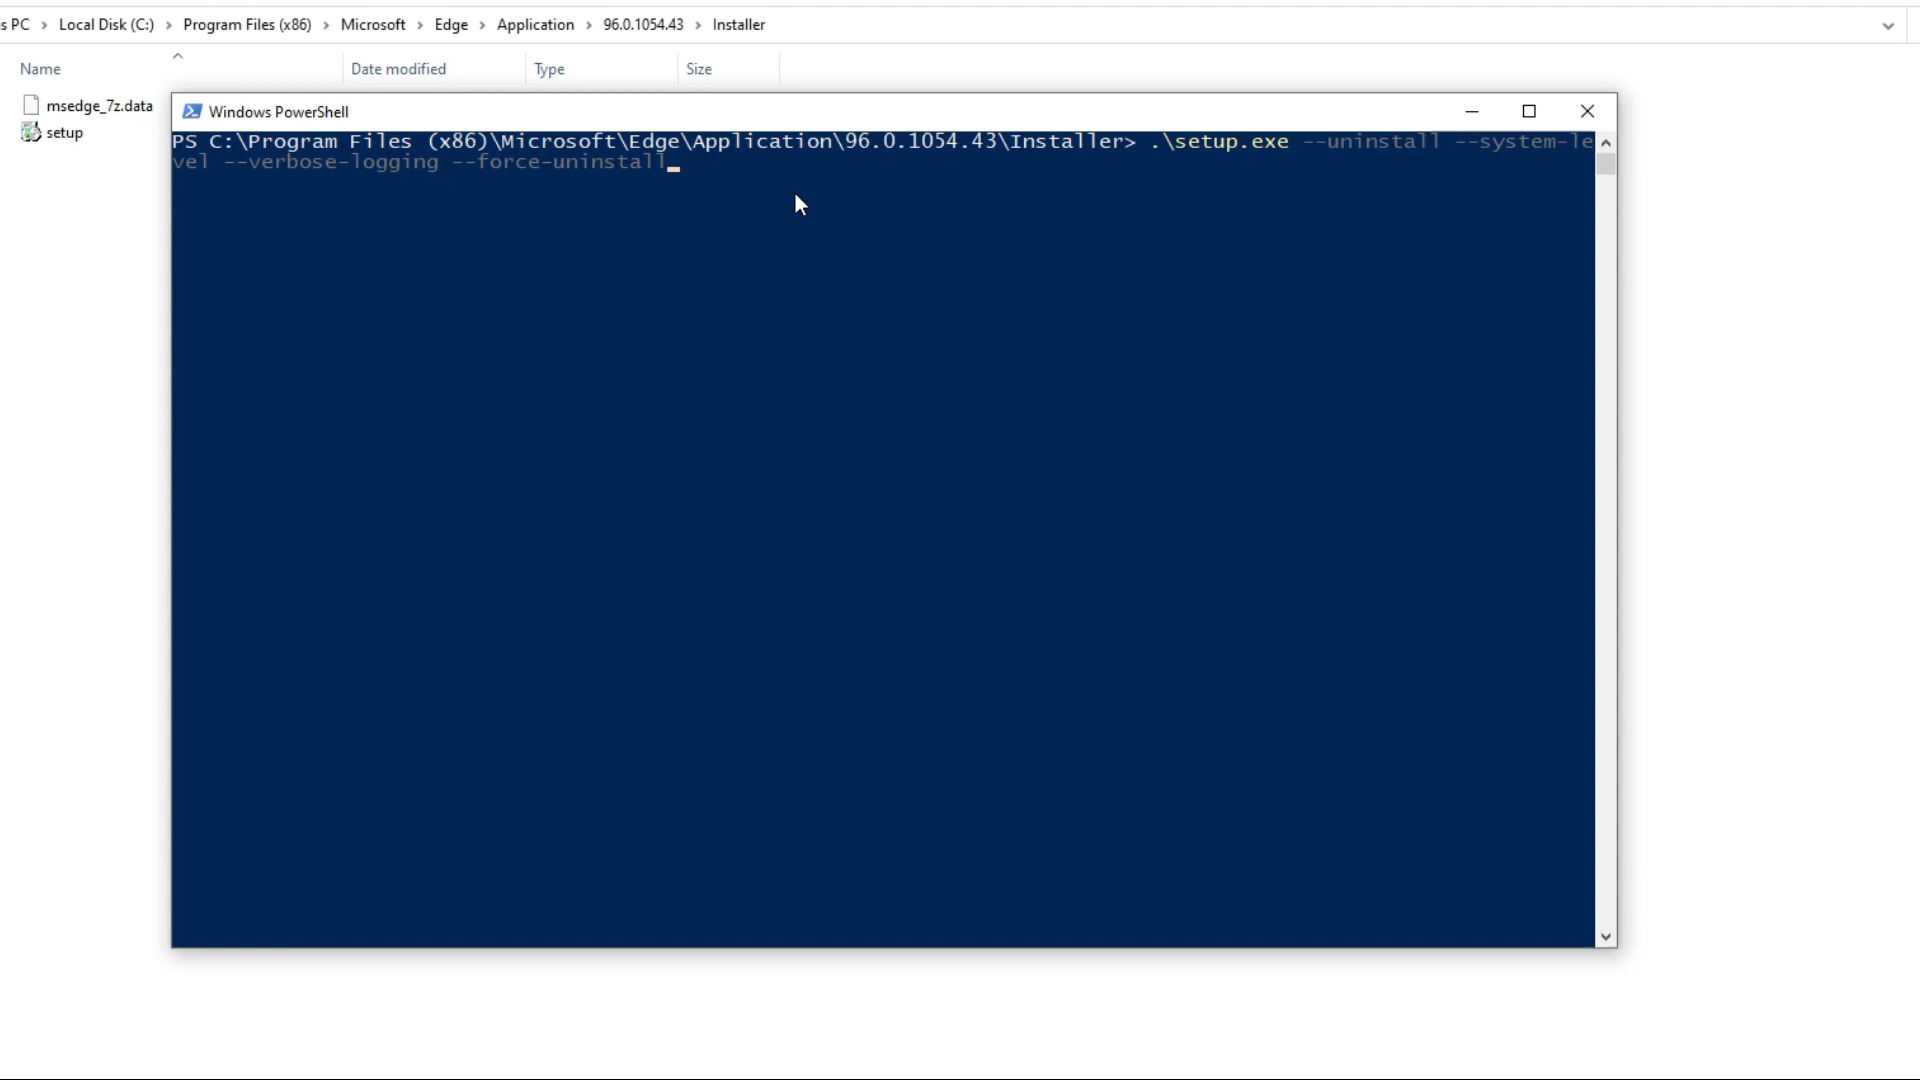 s PC > Local Disk (C:) > Program Files (x86) > Microsoft > Edge > Application > 96.0.1054.43 > Installer
Name Date modified Type Size
msedge_7z.data
setup
Windows PowerShell
PS C:\Program Files (x86)\Microsoft\Edge\Application\96.0.1054.43\Installer> .\setup.exe --uninstall --system-le
vel --verbose-logging --force-uninstall